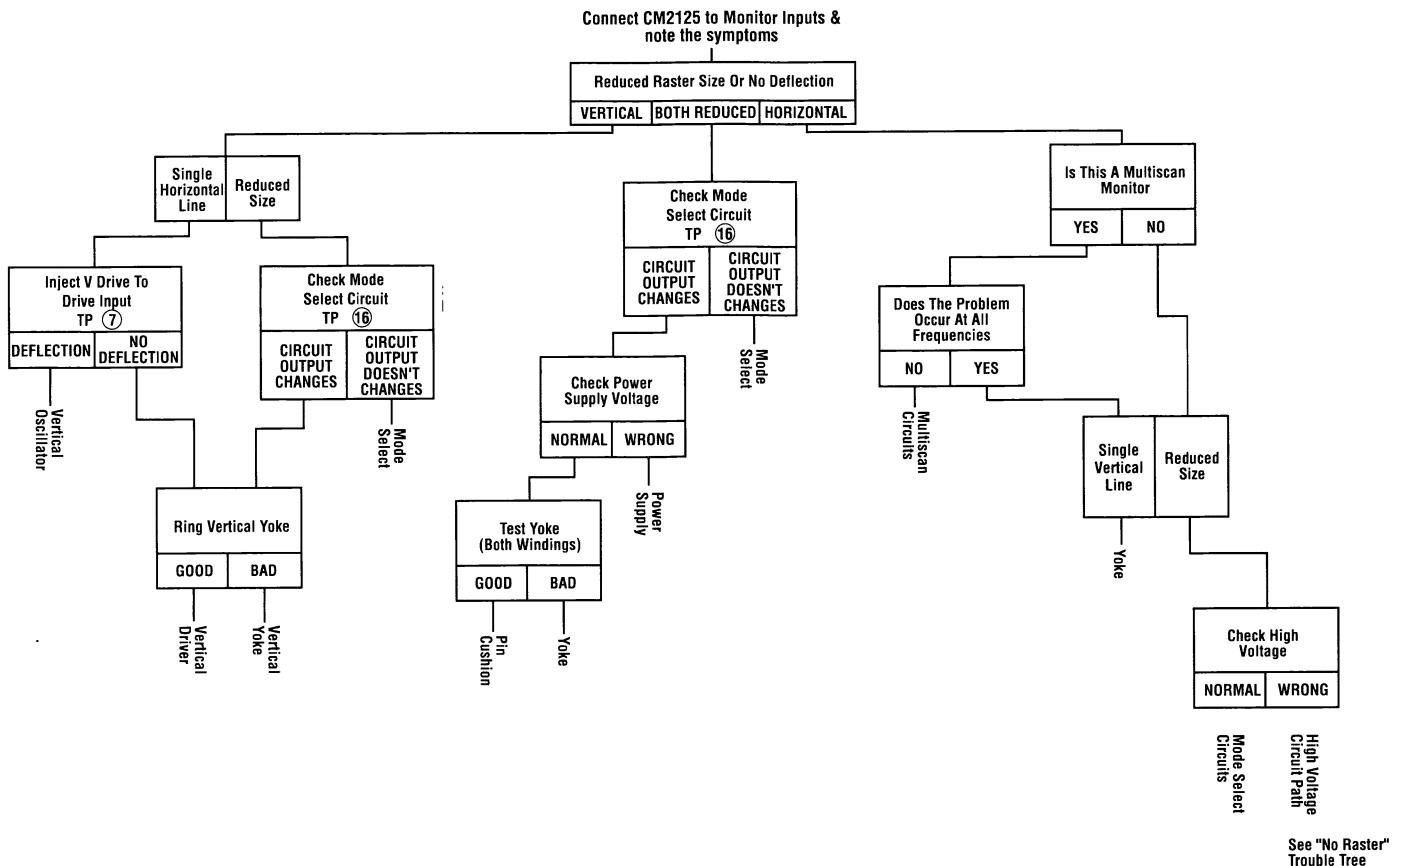 Connect CM2125 to Monitor Inputs &
note the symptoms
Reduced Raster Size Or No Deflection
VERTICAL
BOTH REDUCED
HORIZONTAL
Single
Horizontal
Line
Reduced
Size
Inject V Drive To
Drive Input
TP 7
DEFLECTION
NO
DEFLECTION
Vertical
Oscillator
Check Mode
Select Circuit
TP 16
CIRCUIT
OUTPUT
CHANGES
CIRCUIT
OUTPUT
DOESN'T
CHANGES
Mode
Select
Ring Vertical Yoke
GOOD
BAD
Vertical
Driver
Vertical
Yoke
Check Mode
Select Circuit
TP 16
CIRCUIT
OUTPUT
CHANGES
CIRCUIT
OUTPUT
DOESN'T
CHANGES
Mode
Select
Check Power
Supply Voltage
NORMAL
WRONG
Power
Supply
Test Yoke
(Both Windings)
GOOD
BAD
Pin
Cushion
Yoke
Is This A Multiscan
Monitor
YES
NO
Does The Problem
Occur At All
Frequencies
NO
YES
Multiscan
Circuits
Single
Vertical
Line
Reduced
Size
Yoke
Check High
Voltage
NORMAL
WRONG
Mode Select
Circuits
High Voltage
Circuit Path
See "No Raster"
Trouble Tree